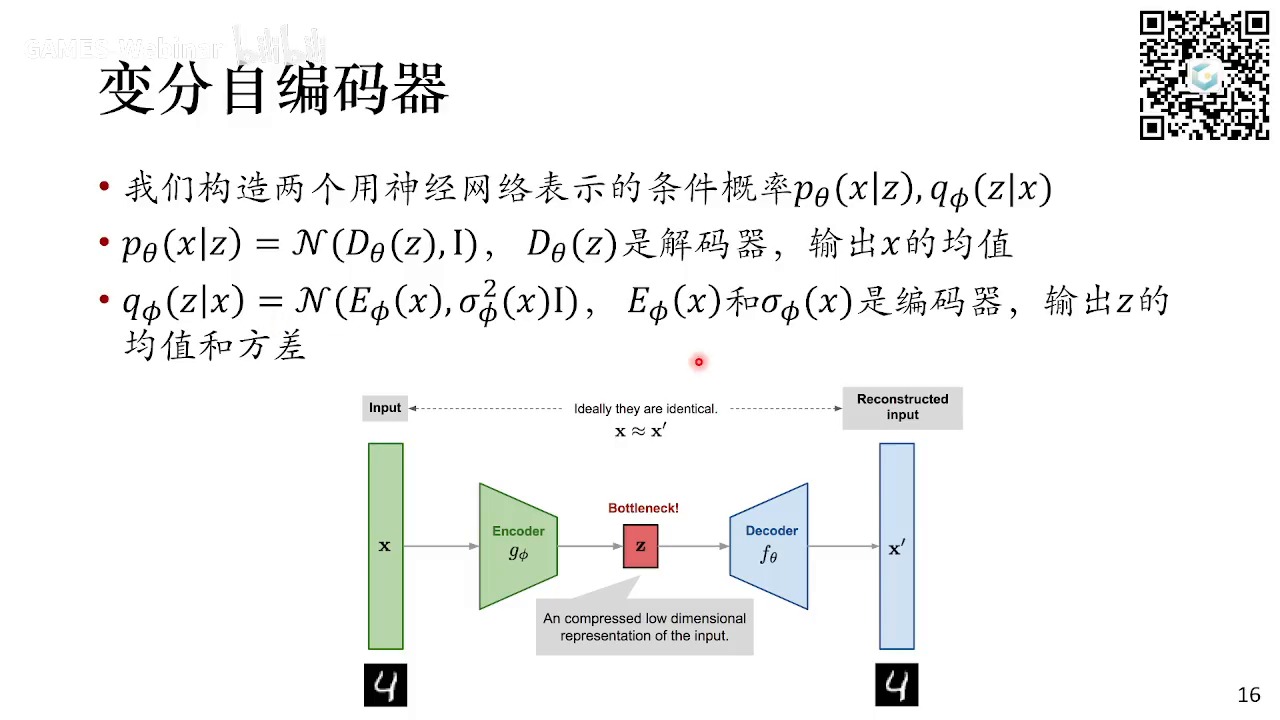 GAMES-Webinar bilibili
变分自编码器
• 我们构造两个用神经网络表示的条件概率pθ(x|z), qϕ(z|x)
• pθ(x|z) = 𝒩(Dθ(z), I)， Dθ(z)是解码器，输出x的均值
• qϕ(z|x) = 𝒩(Eϕ(x), σϕ²(x)I)， Eϕ(x)和σϕ(x)是编码器，输出z的
均值和方差
Input
Ideally they are identical.
x ≈ x′
Reconstructed
input
Bottleneck!
x
Encoder
gϕ
z
Decoder
fθ
x′
An compressed low dimensional
representation of the input.
4
4
16